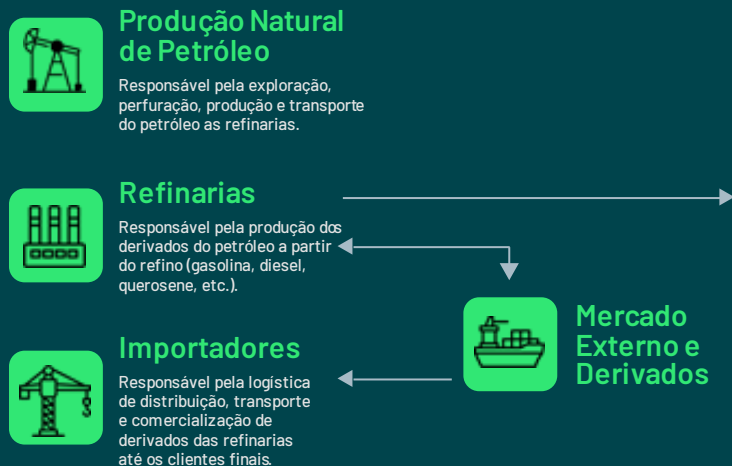 Produção Natural
de Petróleo
Responsável pela exploração,
perfuração, produção e transporte
do petróleo as refinarias.
Refinarias
Responsável pela produção dos
derivados do petróleo a partir
do refino (gasolina, diesel,
querosene, etc.).
Importadores
Responsável pela logística
de distribuição, transporte
e comercialização de
derivados das refinarias
até os clientes finais.
Mercado
Externo e
Derivados